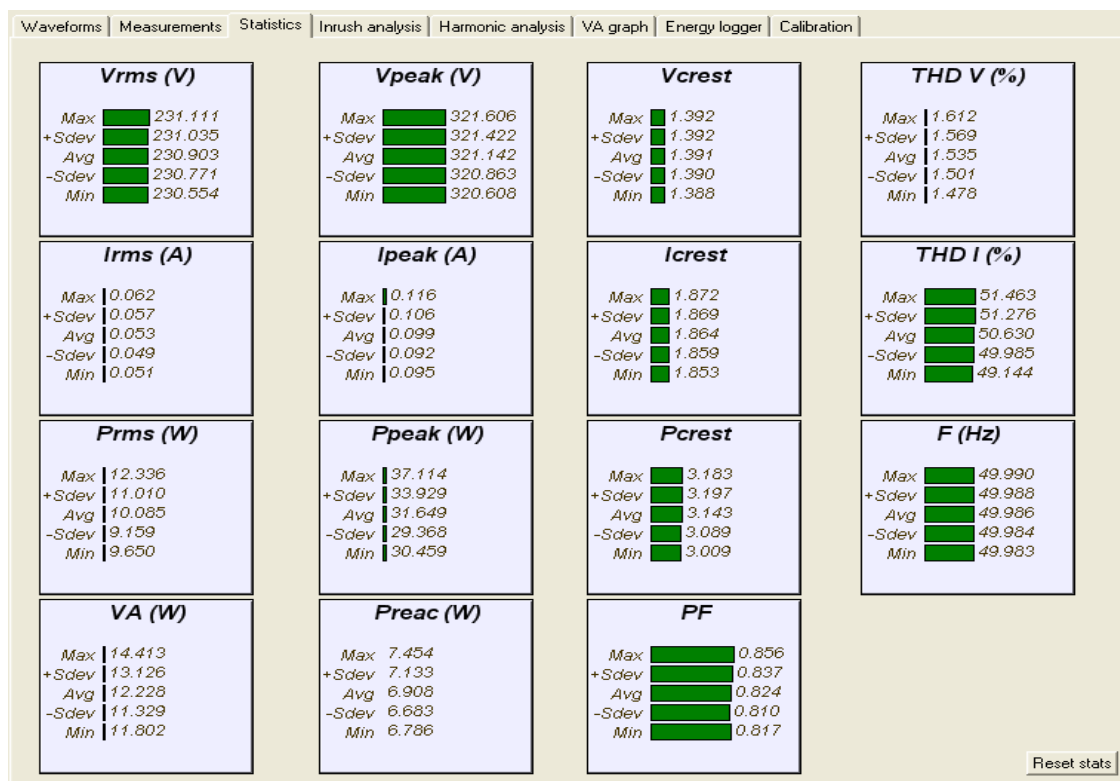 Waveforms Measurements Statistics Inrush analysis Harmonic analysis VA graph Energy logger Calibration
Vrms (V)
Max 231.111
+Sdev 231.035
Avg 230.903
-Sdev 230.771
Min 230.554
Vpeak (V)
Max 321.606
+Sdev 321.422
Avg 321.142
-Sdev 320.863
Min 320.608
Vcrest
Max 1.392
+Sdev 1.392
Avg 1.391
-Sdev 1.390
Min 1.388
THD V (%)
Max 1.612
+Sdev 1.569
Avg 1.535
-Sdev 1.501
Min 1.478
Irms (A)
Max 0.062
+Sdev 0.057
Avg 0.053
-Sdev 0.049
Min 0.051
Ipeak (A)
Max 0.116
+Sdev 0.106
Avg 0.099
-Sdev 0.092
Min 0.095
Icrest
Max 1.872
+Sdev 1.869
Avg 1.864
-Sdev 1.859
Min 1.853
THD I (%)
Max 51.463
+Sdev 51.276
Avg 50.630
-Sdev 49.985
Min 49.144
Prms (W)
Max 12.336
+Sdev 11.010
Avg 10.085
-Sdev 9.159
Min 9.650
Ppeak (W)
Max 37.114
+Sdev 33.929
Avg 31.649
-Sdev 29.368
Min 30.459
Pcrest
Max 3.183
+Sdev 3.197
Avg 3.143
-Sdev 3.089
Min 3.009
F (Hz)
Max 49.990
+Sdev 49.988
Avg 49.986
-Sdev 49.984
Min 49.983
VA (W)
Max 14.413
+Sdev 13.126
Avg 12.228
-Sdev 11.329
Min 11.802
Preac (W)
Max 7.454
+Sdev 7.133
Avg 6.908
-Sdev 6.683
Min 6.786
PF
Max 0.856
+Sdev 0.837
Avg 0.824
-Sdev 0.810
Min 0.817
Reset stats